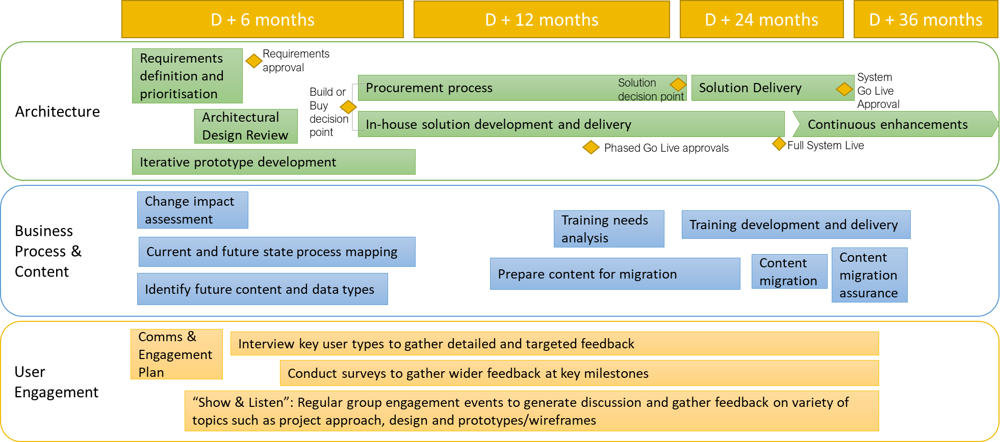 D + 6 months
D + 12 months
D + 24 months
D + 36 months
Architecture
Requirements
definition and
prioritisation
Requirements
approval
Architectural
Design Review
Iterative prototype development
Build or
Buy
decision
point
Procurement process
Solution
decision point
Solution Delivery
System
Go Live
Approval
In-house solution development and delivery
Continuous enhancements
Phased Go Live approvals
Full System Live
Business
Process &
Content
Change impact
assessment
Current and future state process mapping
Identify future content and data types
Training needs
analysis
Training development and delivery
Prepare content for migration
Content
migration
Content
migration
assurance
User
Engagement
Comms &
Engagement
Plan
Interview key user types to gather detailed and targeted feedback
Conduct surveys to gather wider feedback at key milestones
“Show & Listen”: Regular group engagement events to generate discussion and gather feedback on variety of
topics such as project approach, design and prototypes/wireframes